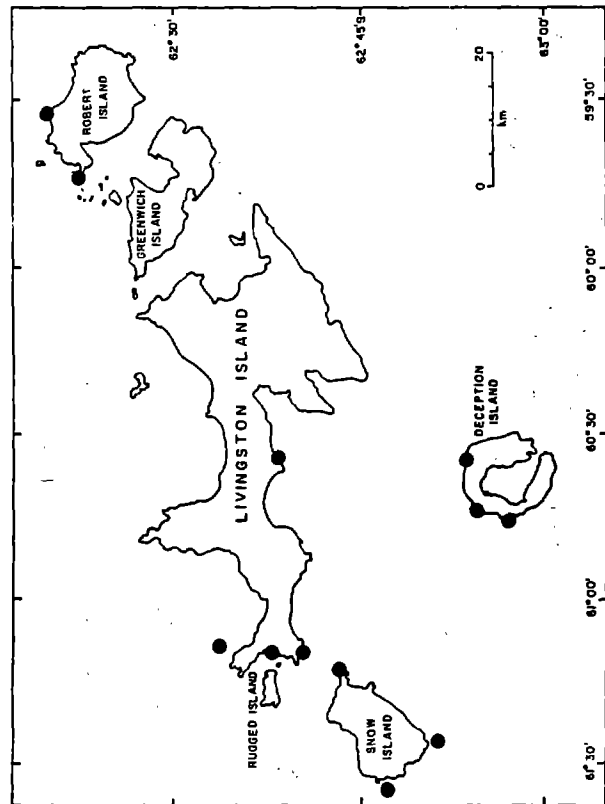 62° 30'
62° 45'9
63° 00'
ROBERT
ISLAND
GREENWICH
ISLAND
LIVINGSTON ISLAND
DECEPTION
ISLAND
RUGGED ISLAND
SNOW
ISLAND
20
km
0
59° 30'
60° 00'
60° 30'
61° 00'
61° 30'